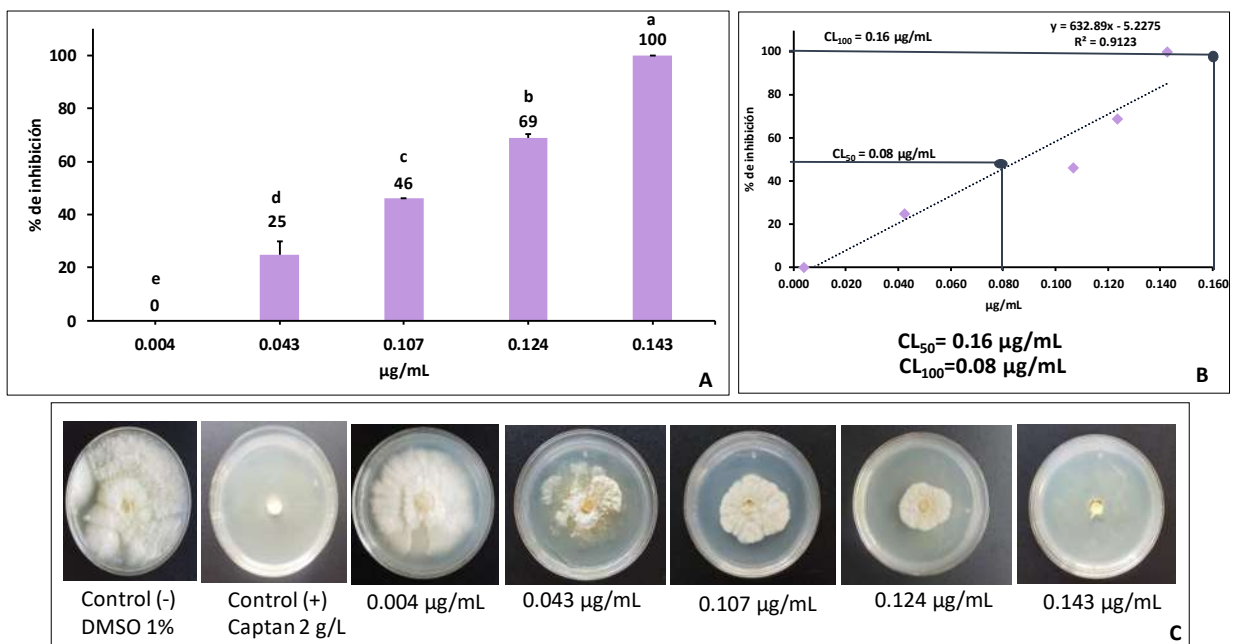 % de inhibición
100
80
60
40
20
0
a
100
b
69
c
46
d
25
e
0
0.004 0.043 0.107 0.124 0.143
µg/mL
A
y = 632.89x - 5.2275
R² = 0.9123
CL100 = 0.16 µg/mL
CL50 = 0.08 µg/mL
% de inhibición
100
80
60
40
20
0
0.000 0.020 0.040 0.060 0.080 0.100 0.120 0.140 0.160
µg/mL
CL50= 0.16 µg/mL
CL100=0.08 µg/mL
B
Control (-)
DMSO 1%
Control (+)
Captan 2 g/L
0.004 µg/mL
0.043 µg/mL
0.107 µg/mL
0.124 µg/mL
0.143 µg/mL
C